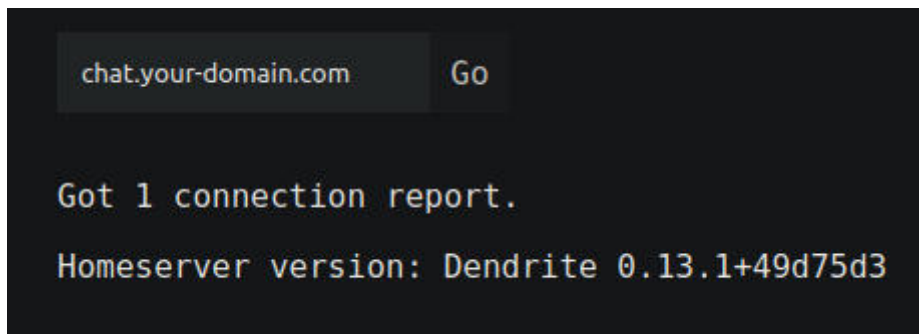 chat.your-domain.com Go
Got 1 connection report.
Homeserver version: Dendrite 0.13.1+49d75d3